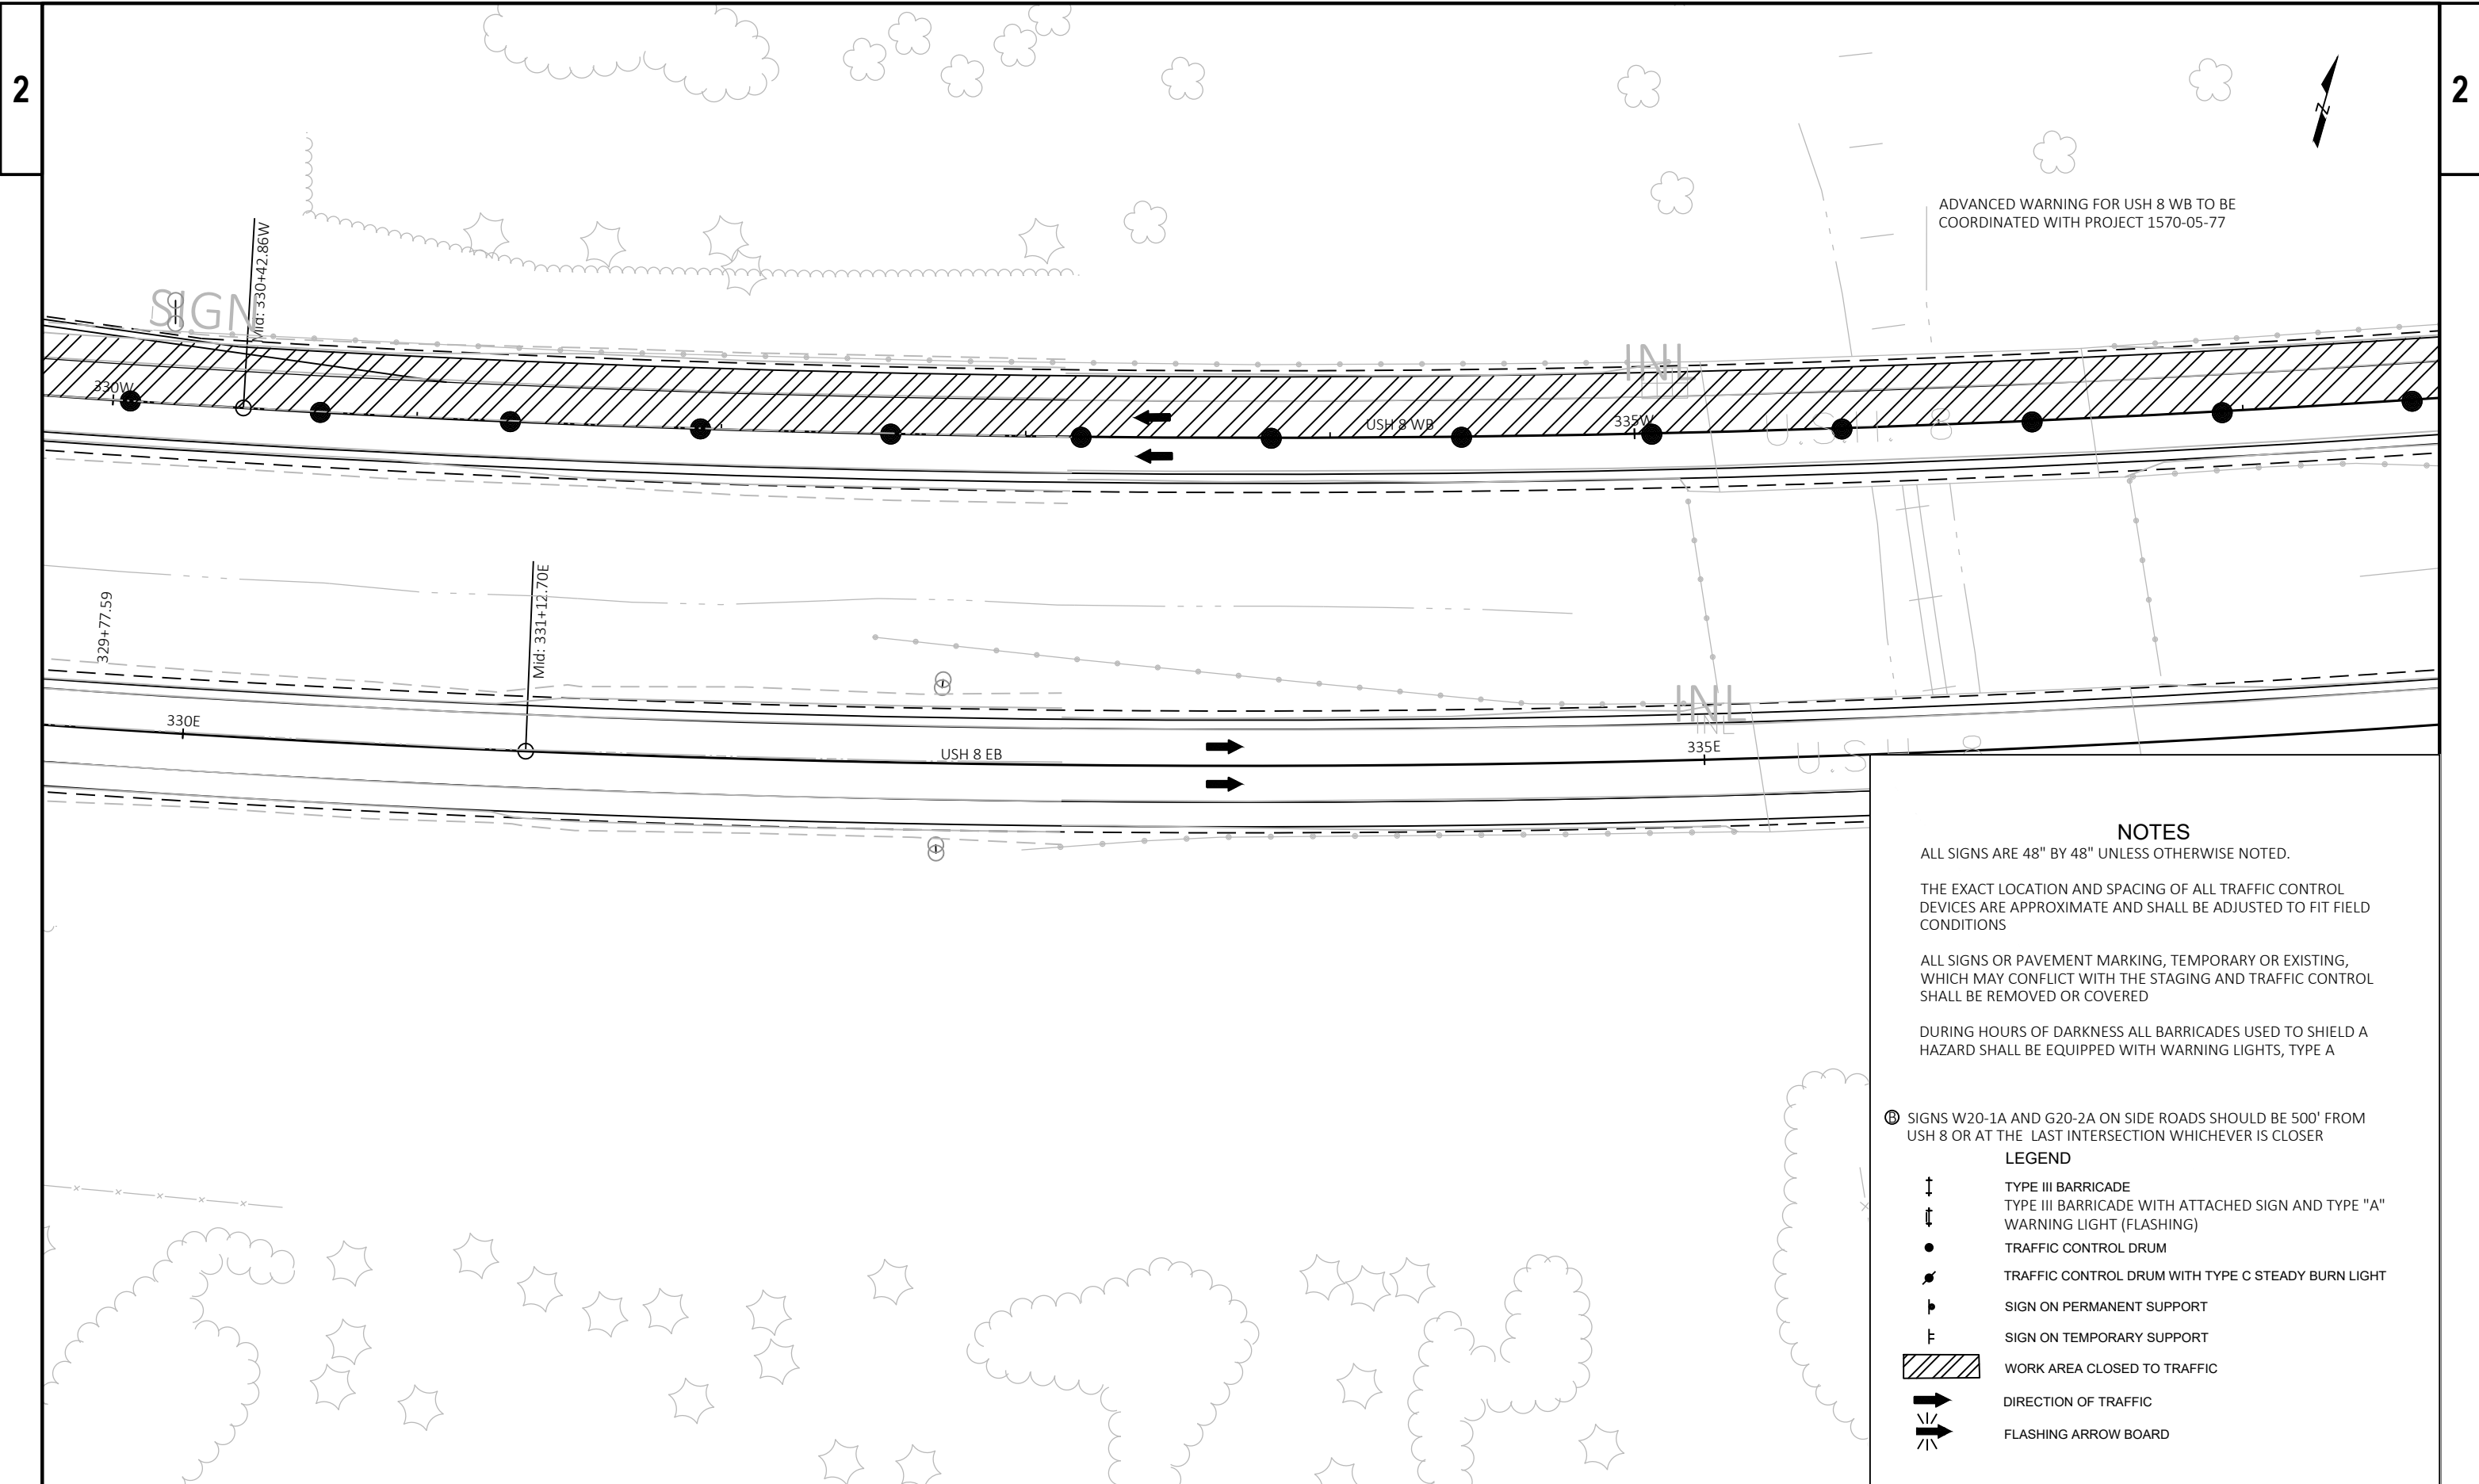 2
2
N
ADVANCED WARNING FOR USH 8 WB TO BE
COORDINATED WITH PROJECT 1570-05-77
Mid: 330+42.86W
SIGN
INL
330W
USH 8 WB
335W
U.S.H. 8
329+77.59
Mid: 331+12.70E
INL
INL
330E
USH 8 EB
335E
U.S.H. 8
NOTES
ALL SIGNS ARE 48" BY 48" UNLESS OTHERWISE NOTED.
THE EXACT LOCATION AND SPACING OF ALL TRAFFIC CONTROL
DEVICES ARE APPROXIMATE AND SHALL BE ADJUSTED TO FIT FIELD
CONDITIONS
ALL SIGNS OR PAVEMENT MARKING, TEMPORARY OR EXISTING,
WHICH MAY CONFLICT WITH THE STAGING AND TRAFFIC CONTROL
SHALL BE REMOVED OR COVERED
DURING HOURS OF DARKNESS ALL BARRICADES USED TO SHIELD A
HAZARD SHALL BE EQUIPPED WITH WARNING LIGHTS, TYPE A
B SIGNS W20-1A AND G20-2A ON SIDE ROADS SHOULD BE 500' FROM
USH 8 OR AT THE LAST INTERSECTION WHICHEVER IS CLOSER
LEGEND
TYPE III BARRICADE
TYPE III BARRICADE WITH ATTACHED SIGN AND TYPE "A"
WARNING LIGHT (FLASHING)
TRAFFIC CONTROL DRUM
TRAFFIC CONTROL DRUM WITH TYPE C STEADY BURN LIGHT
SIGN ON PERMANENT SUPPORT
SIGN ON TEMPORARY SUPPORT
WORK AREA CLOSED TO TRAFFIC
DIRECTION OF TRAFFIC
FLASHING ARROW BOARD